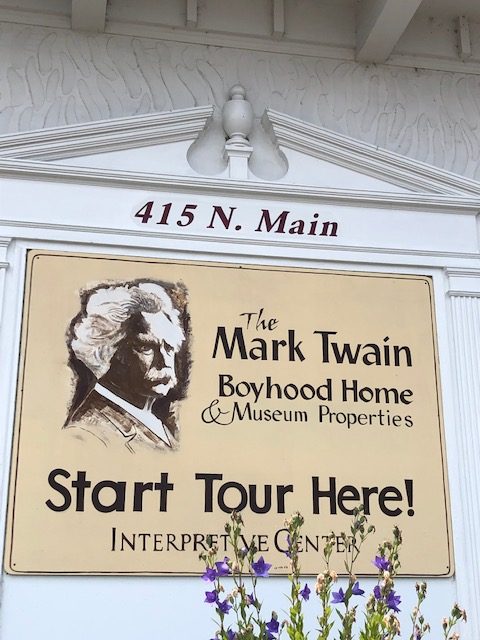 415 N. Main
The
Mark Twain
Boyhood Home
& Museum Properties
Start Tour Here!
INTERPRETIVE CENTER